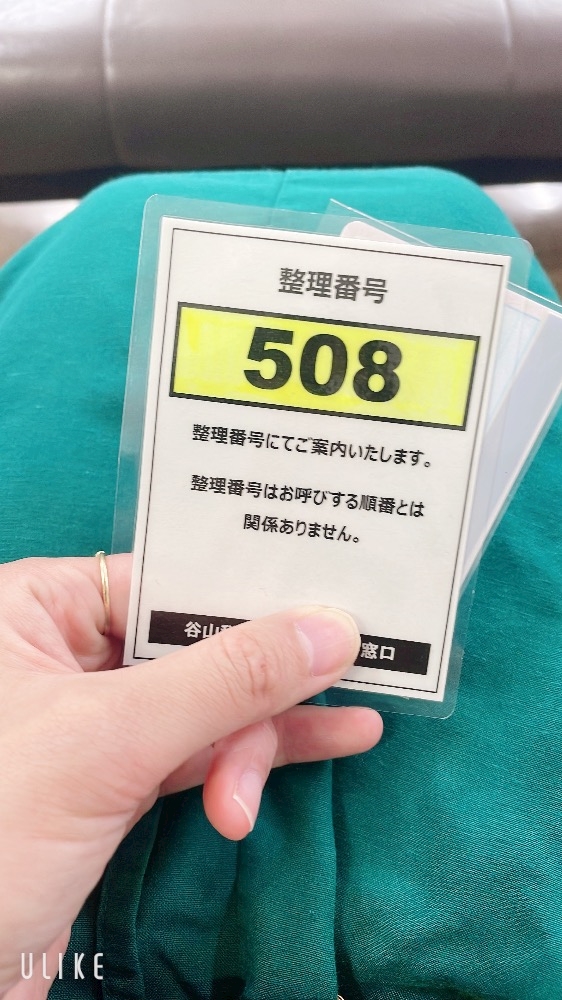 整理番号
508
整理番号にてご案内いたします。
整理番号はお呼びする順番とは
関係ありません。
谷山 窓口
ULIKE